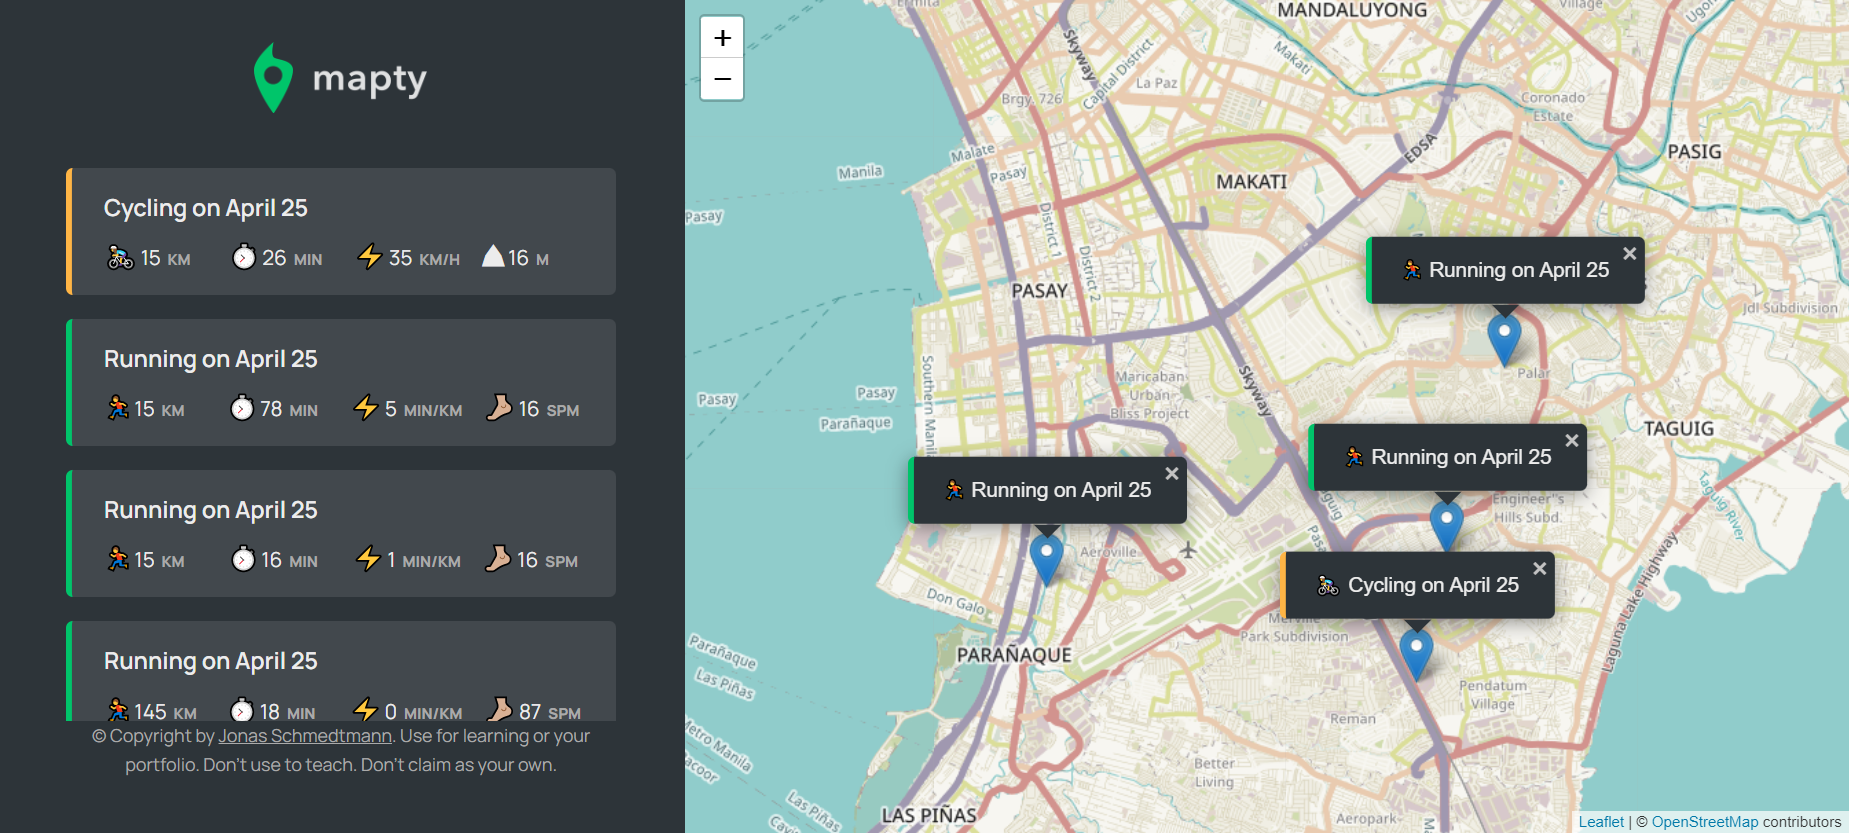 mapty
Cycling on April 25
15 KM 26 MIN 35 KM/H 16 M
Running on April 25
15 KM 78 MIN 5 MIN/KM 16 SPM
Running on April 25
15 KM 16 MIN 1 MIN/KM 16 SPM
Running on April 25
145 KM 18 MIN 0 MIN/KM 87 SPM
© Copyright by Jonas Schmedtmann. Use for learning or your
portfolio. Don't use to teach. Don't claim as your own.
+
−
Ermita
MANDALUYONG
Village
Skyway
Capital District
Makati
La Paz
Brgy. 726
Coronado
Estate
EDSA
PASIG
Malate
Pasay
Manila
Pasay
MAKATI
District 1
District 2
PASAY
Running on April 25
×
Jdl Subdivision
Skyway
Palar
Maricaban
Urban
Bliss Project
Southern Manila
Pasay
Pasay
Parañaque
TAGUIG
Running on April 25
×
Running on April 25
×
Engineer"s
Hills Subd.
Taguig River
Aeroville
Cycling on April 25
×
Don Galo
Merville
Park Subdivision
Laguna Lake Highway
PARAÑAQUE
Parañaque
Las Piñas
Pendatum
Village
Reman
Metro Manila
Bacoor
Better
Living
Las Piñas
LAS PIÑAS
Aeropark
Leaflet | © OpenStreetMap contributors